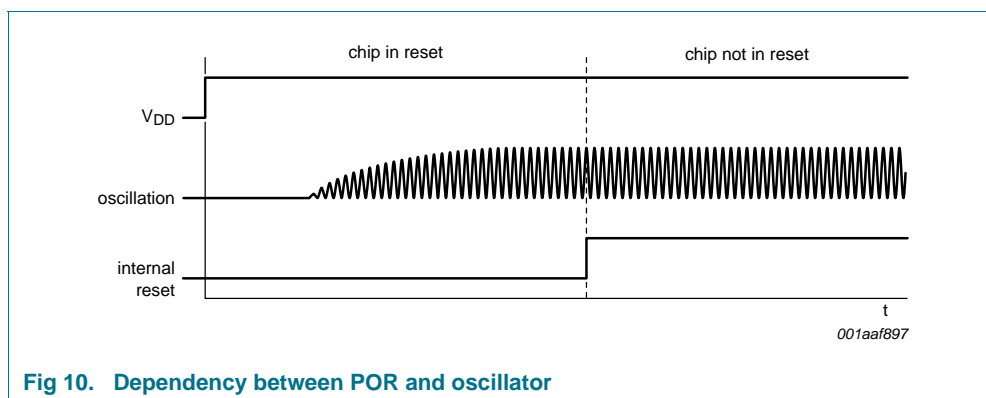 chip in reset
chip not in reset
VDD
oscillation
internal
reset
t
001aaf897
Fig 10. Dependency between POR and oscillator